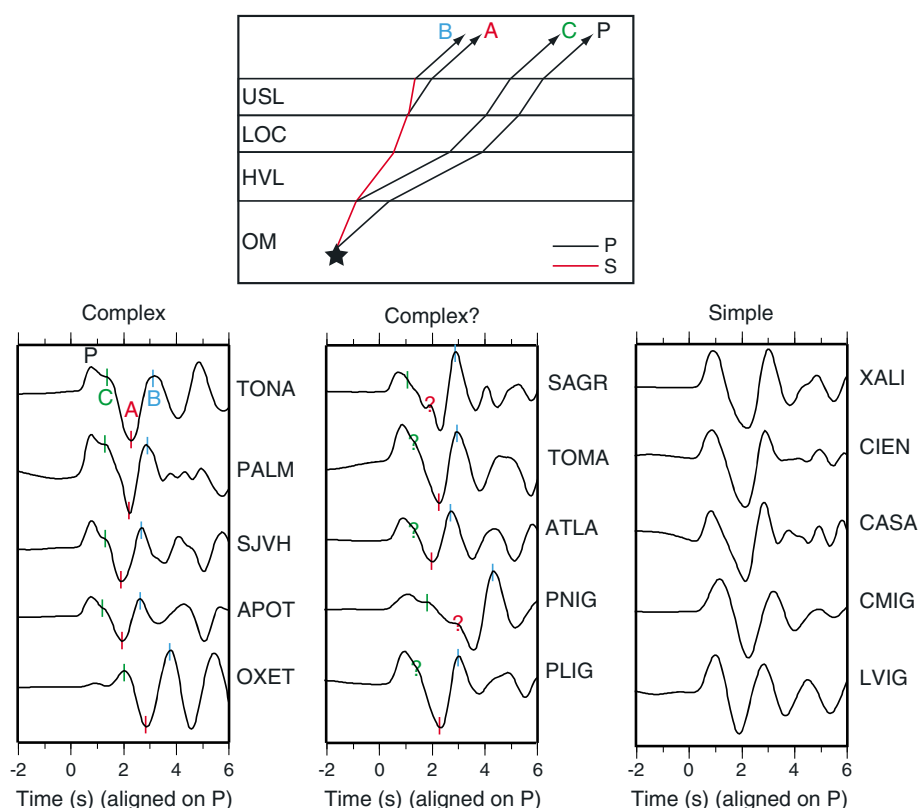 B A C P
USL
LOC
HVL
OM
P
S
Complex
P
C
A
B
TONA
PALM
SJVH
APOT
OXET
-2 0 2 4 6
Time (s) (aligned on P)
Complex?
?
SAGR
?
TOMA
?
ATLA
PNIG
?
?
PLIG
-2 0 2 4 6
Time (s) (aligned on P)
Simple
XALI
CIEN
CASA
CMIG
LVIG
-2 0 2 4 6
Time (s) (aligned on P)